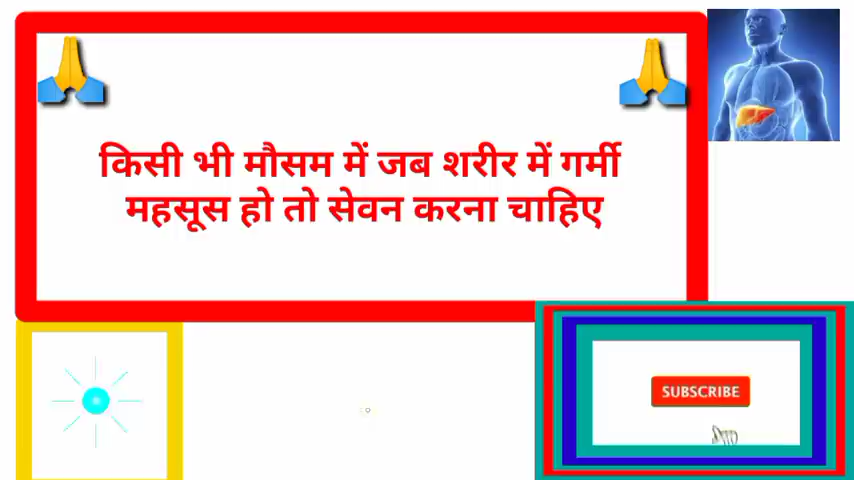 किसी भी मौसम में जब शरीर में गर्मी
महसूस हो तो सेवन करना चाहिए
SUBSCRIBE